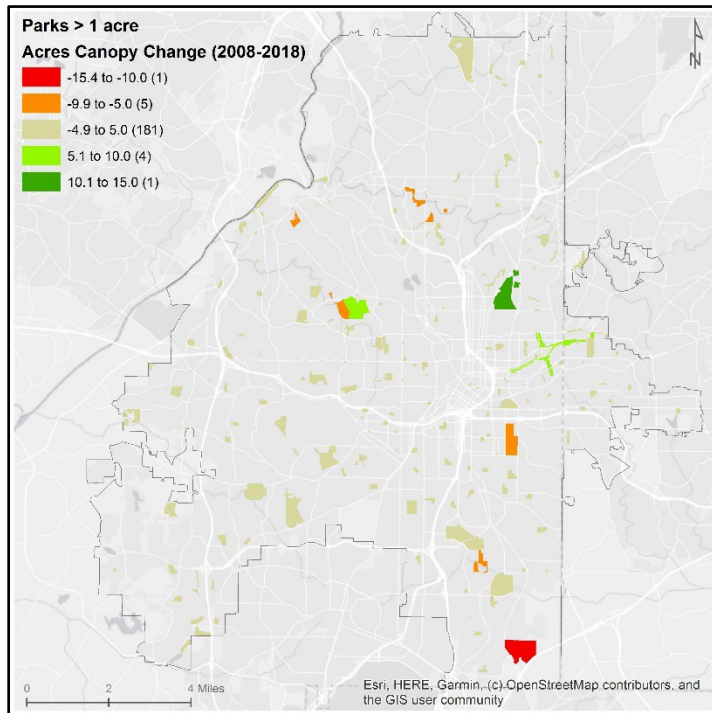 Parks > 1 acre
Acres Canopy Change (2008-2018)
-15.4 to -10.0 (1)
-9.9 to -5.0 (5)
-4.9 to 5.0 (181)
5.1 to 10.0 (4)
10.1 to 15.0 (1)
N
0 2 4 Miles
Esri, HERE, Garmin, (c) OpenStreetMap contributors, and
the GIS user community